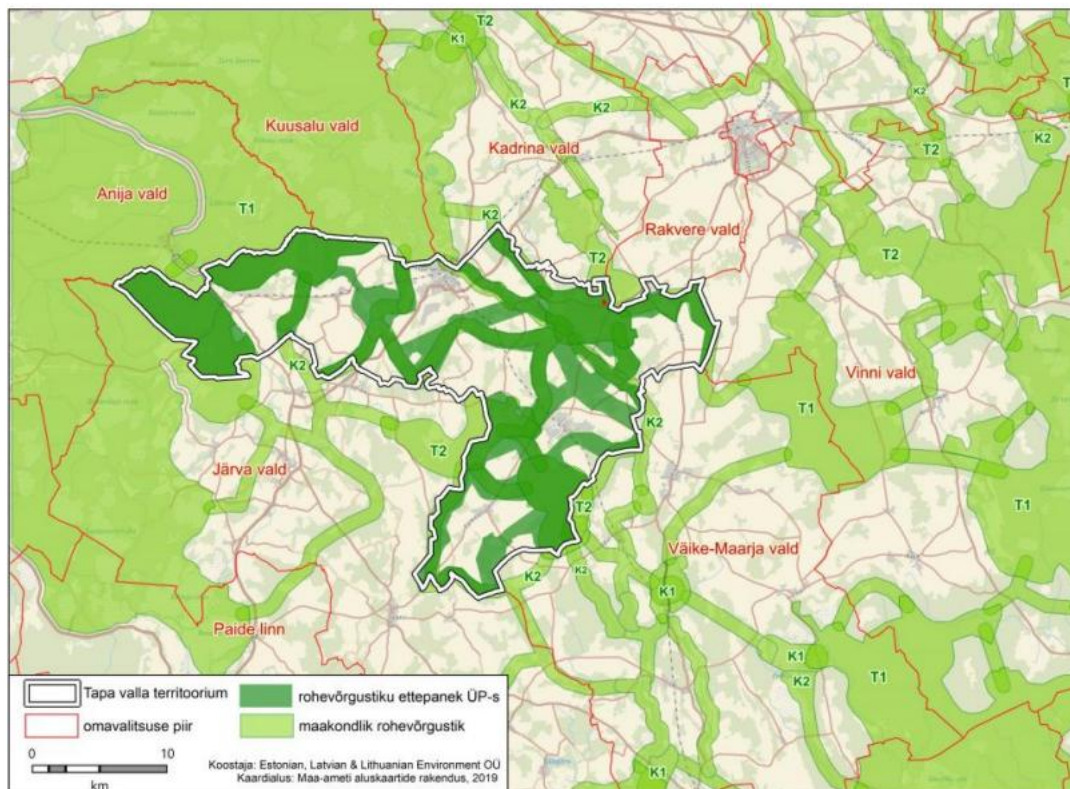 K1
T2
K2
K2
K2
T
K2
T2
Kuusalu vald
Kadrina vald
Anija vald
T1
K2
Rakvere vald
T2
T2
K2
Vinni vald
T1
T2
K2
Järva vald
T1
T2
Väike-Maarja vald
K2
K2
K1
Paide linn
K1
K2
T1
K1
Tapa valla territoorium
rohevõrgustiku ettepanek ÜP-s
omavalitsuse piir
maakondlik rohevõrgustik
0 10
km
Koostaja: Estonian, Latvian & Lithuanian Environment OÜ
Kaardialus: Maa-ameti aluskaartide rakendus, 2019